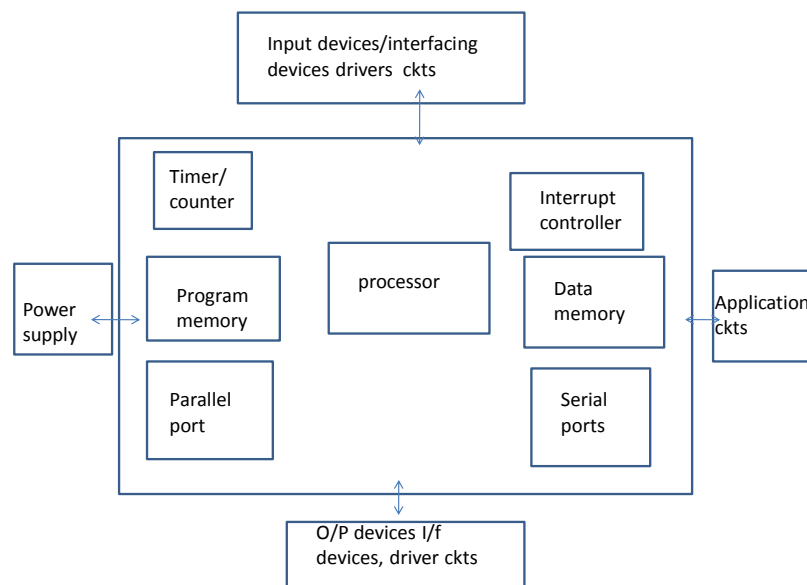 Input devices/interfacing
devices drivers ckts
Timer/
counter
Interrupt
controller
Power
supply
Program
memory
processor
Data
memory
Application
ckts
Parallel
port
Serial
ports
O/P devices I/f
devices, driver ckts